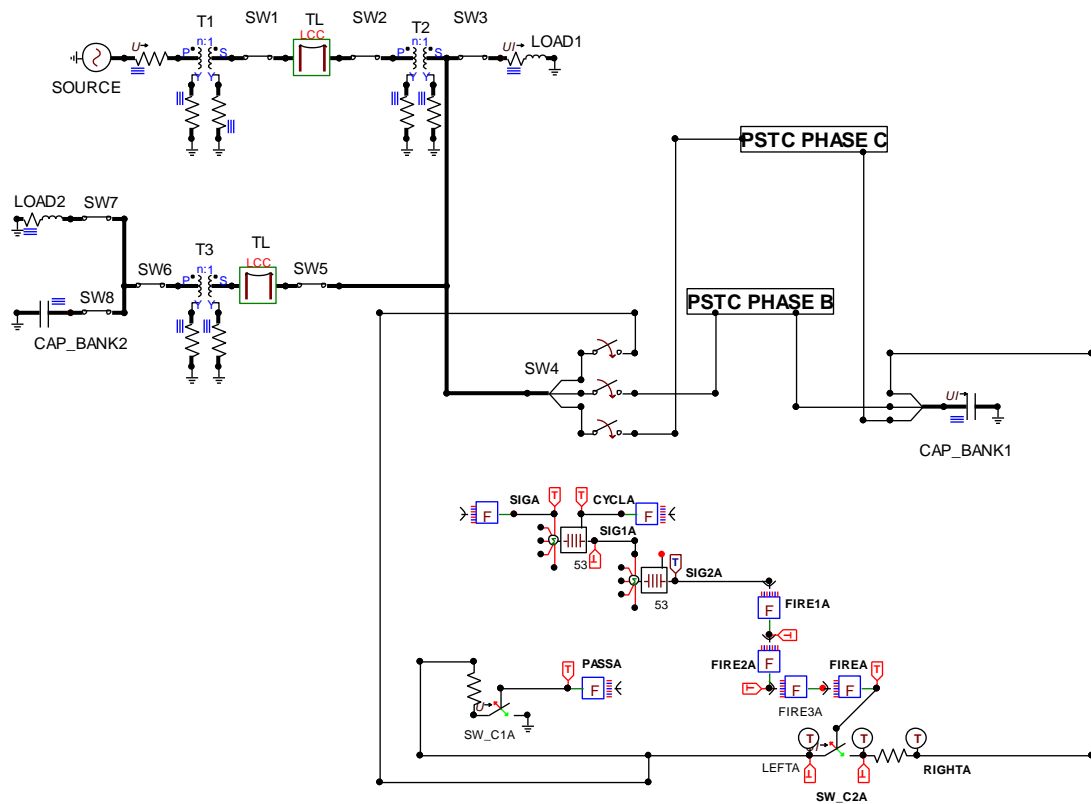 T1
SW1
TL
SW2
T2
SW3
U
P
n:1
S
LCC
P
n:1
S
UI
LOAD1
SOURCE
Y
Y
Y
Y
PSTC PHASE C
LOAD2
SW7
T3
TL
LCC
SW6
P
n:1
S
SW5
SW8
CAP_BANK2
Y
Y
PSTC PHASE B
SW4
UI
CAP_BANK1
SIGA
T
T
CYCLA
F
F
SIG1A
T
53
T
SIG2A
53
F
FIRE1A
T
FIRE2A
F
T
F
FIREA
F
T
FIRE3A
T
PASSA
F
U
SW_C1A
T
T
T
LEFTA
T
T
RIGHTA
SW_C2A